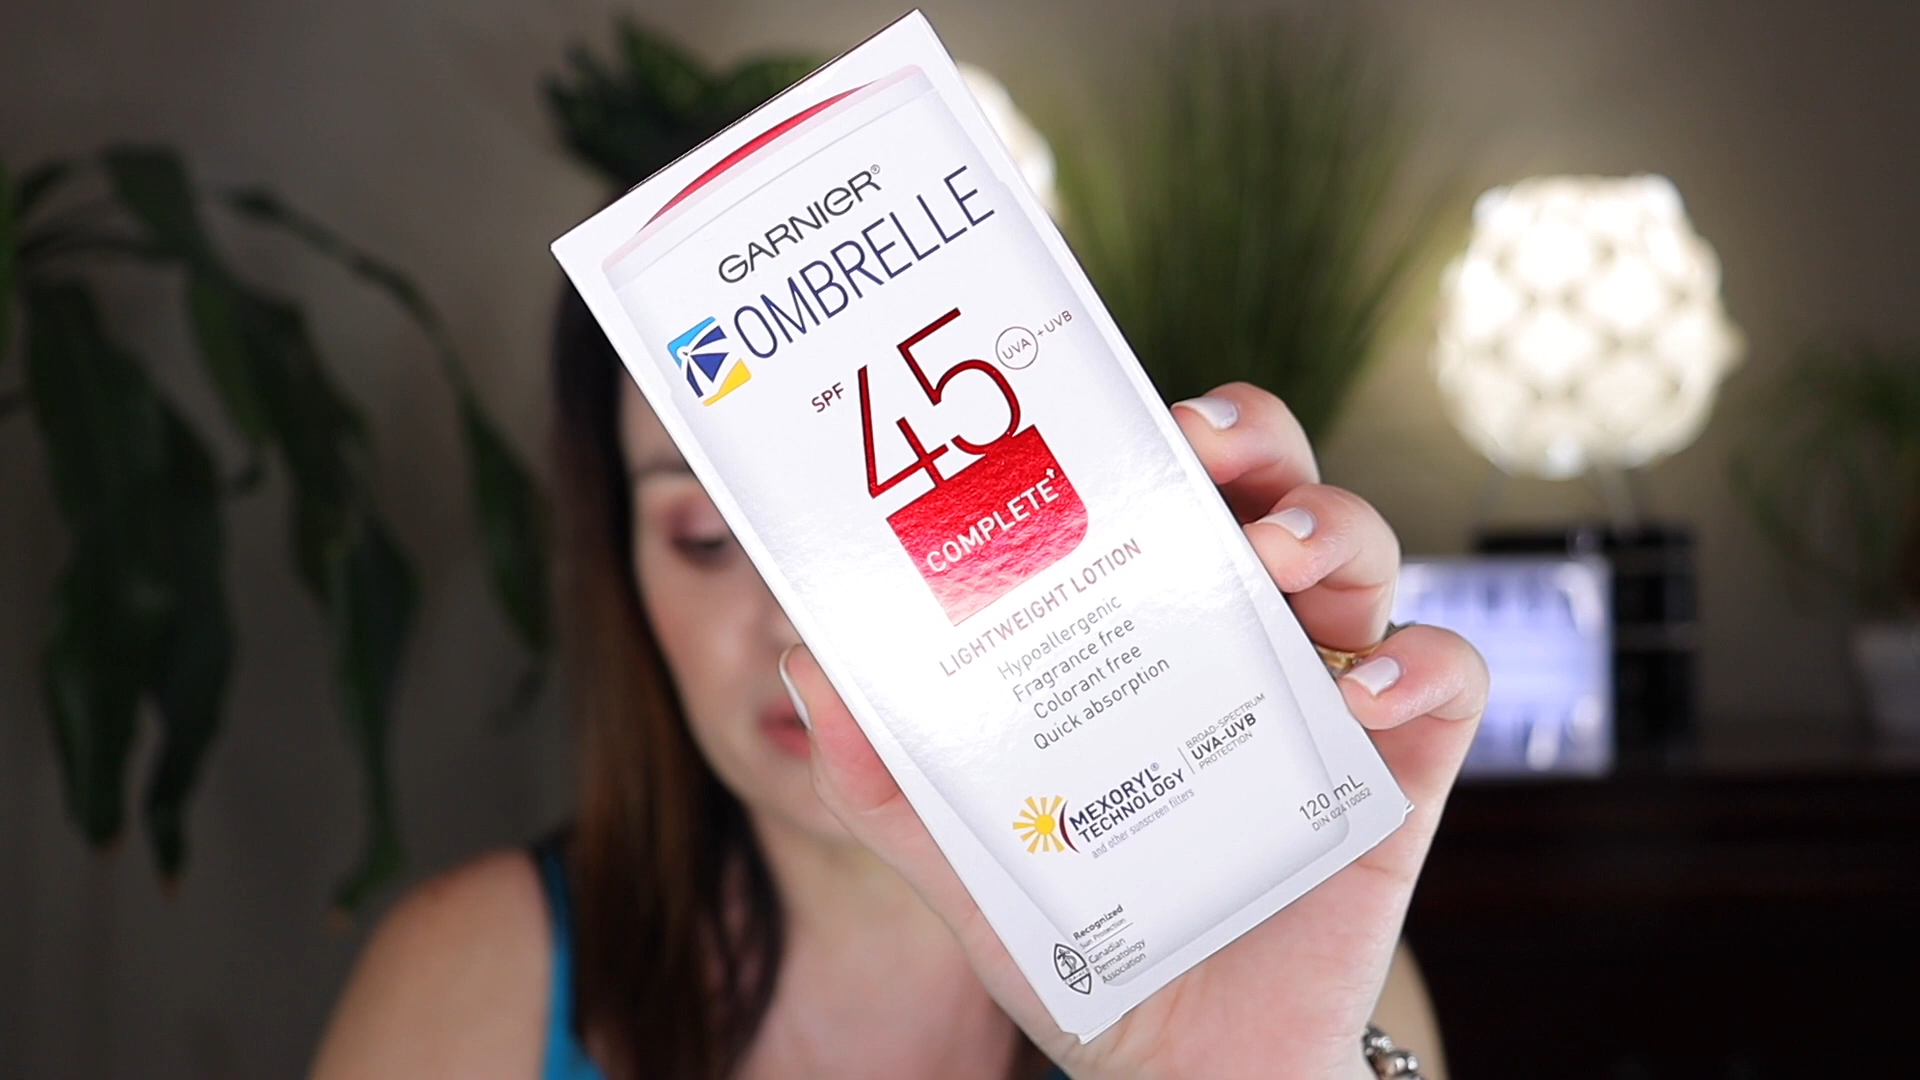 GARNIER®
OMBRELLE
SPF 45 UVA + UVB
COMPLETE
LIGHTWEIGHT LOTION
Hypoallergenic
Fragrance free
Colorant free
Quick absorption
MEXORYL®
TECHNOLOGY
and other sunscreen filters
BROAD-SPECTRUM
UVA-UVB
PROTECTION
120 mL
DIN 02410052
Recognized
Sun Protection
Canadian
Dermatology
Association